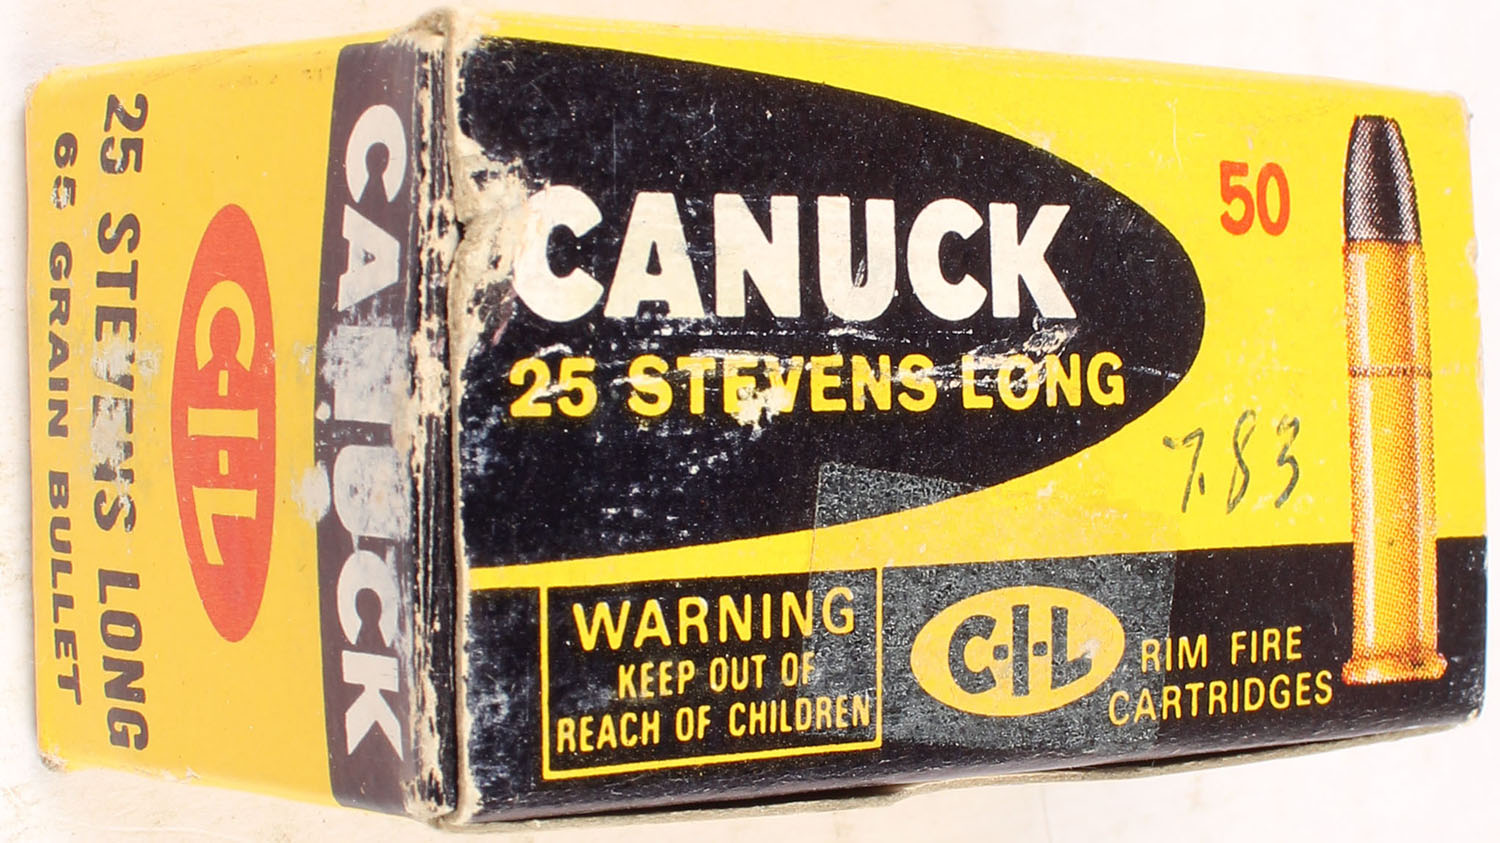 CANUCK
25 STEVENS LONG
50
7.83
WARNING
KEEP OUT OF
REACH OF CHILDREN
C-I-L
RIM FIRE
CARTRIDGES
CANUCK
C-I-L
25 STEVENS LONG
65 GRAIN BULLET